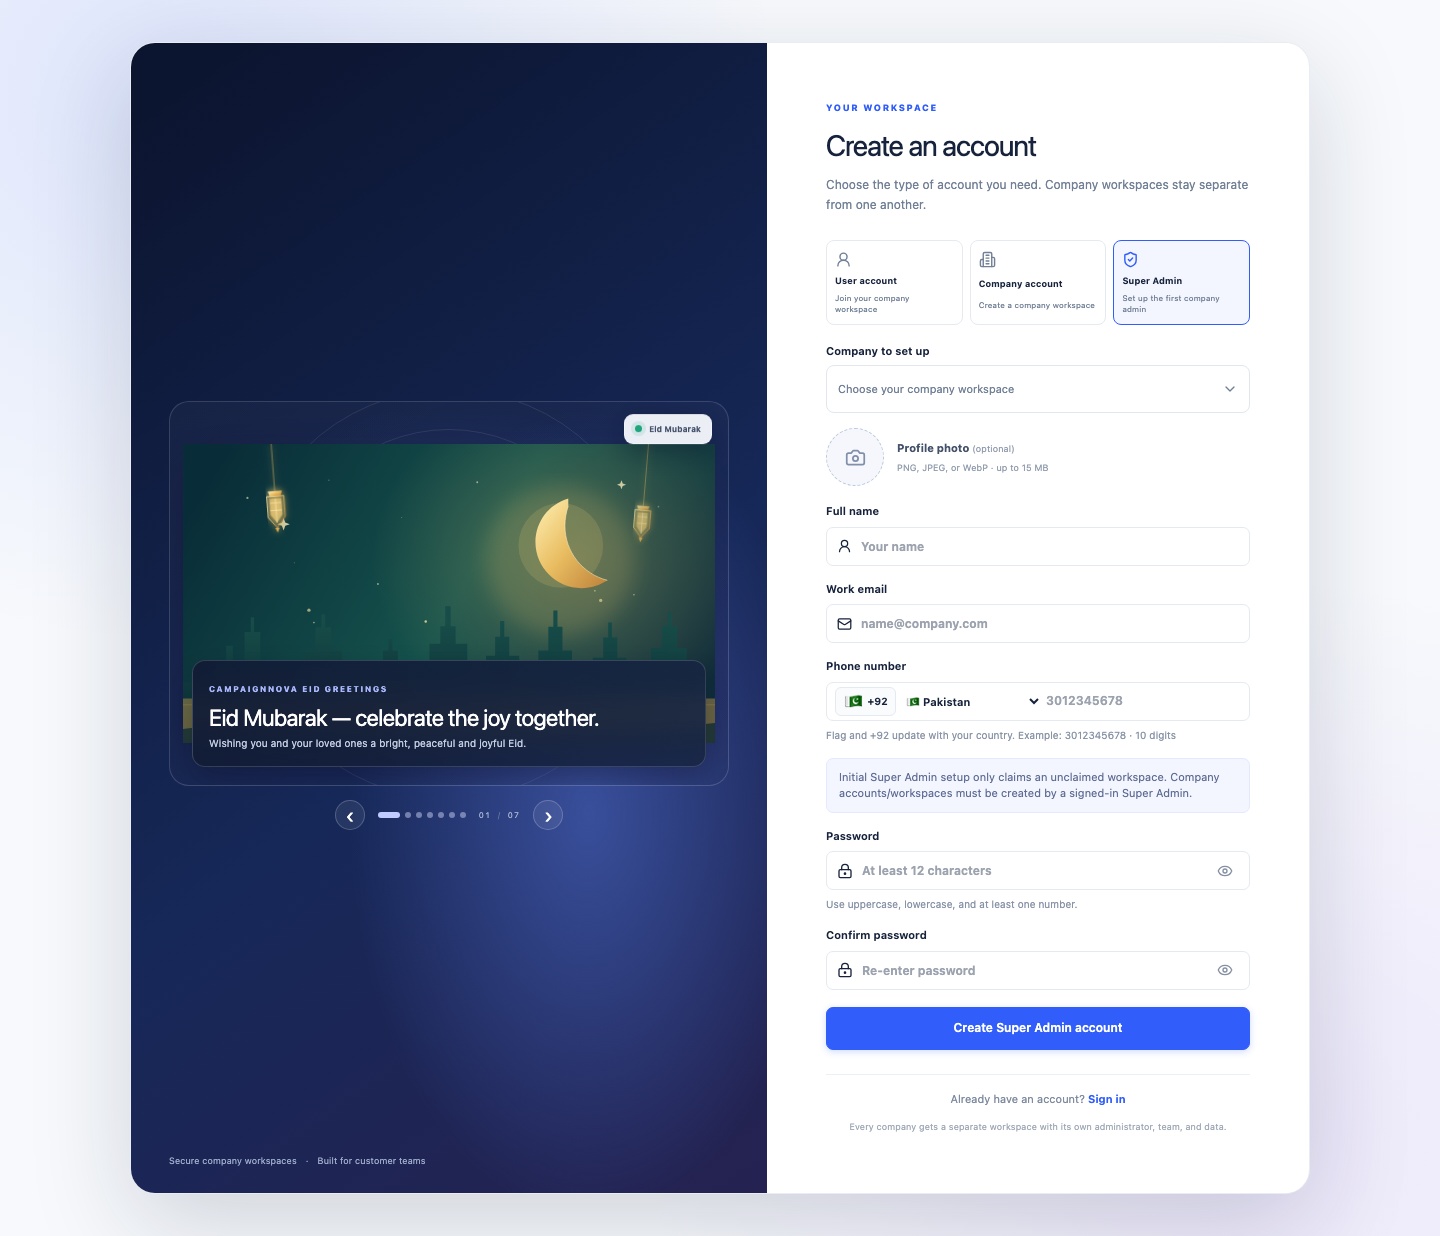 Eid Mubarak
CAMPAIGNNOVA EID GREETINGS
Eid Mubarak — celebrate the joy together.
Wishing you and your loved ones a bright, peaceful and joyful Eid.
01 / 07
Secure company workspaces · Built for customer teams
YOUR WORKSPACE
Create an account
Choose the type of account you need. Company workspaces stay separate
from one another.
User account
Join your company
workspace
Company account
Create a company workspace
Super Admin
Set up the first company
admin
Company to set up
Choose your company workspace
Profile photo (optional)
PNG, JPEG, or WebP · up to 15 MB
Full name
Your name
Work email
name@company.com
Phone number
+92 Pakistan 3012345678
Flag and +92 update with your country. Example: 3012345678 · 10 digits
Initial Super Admin setup only claims an unclaimed workspace. Company
accounts/workspaces must be created by a signed-in Super Admin.
Password
At least 12 characters
Use uppercase, lowercase, and at least one number.
Confirm password
Re-enter password
Create Super Admin account
Already have an account? Sign in
Every company gets a separate workspace with its own administrator, team, and data.